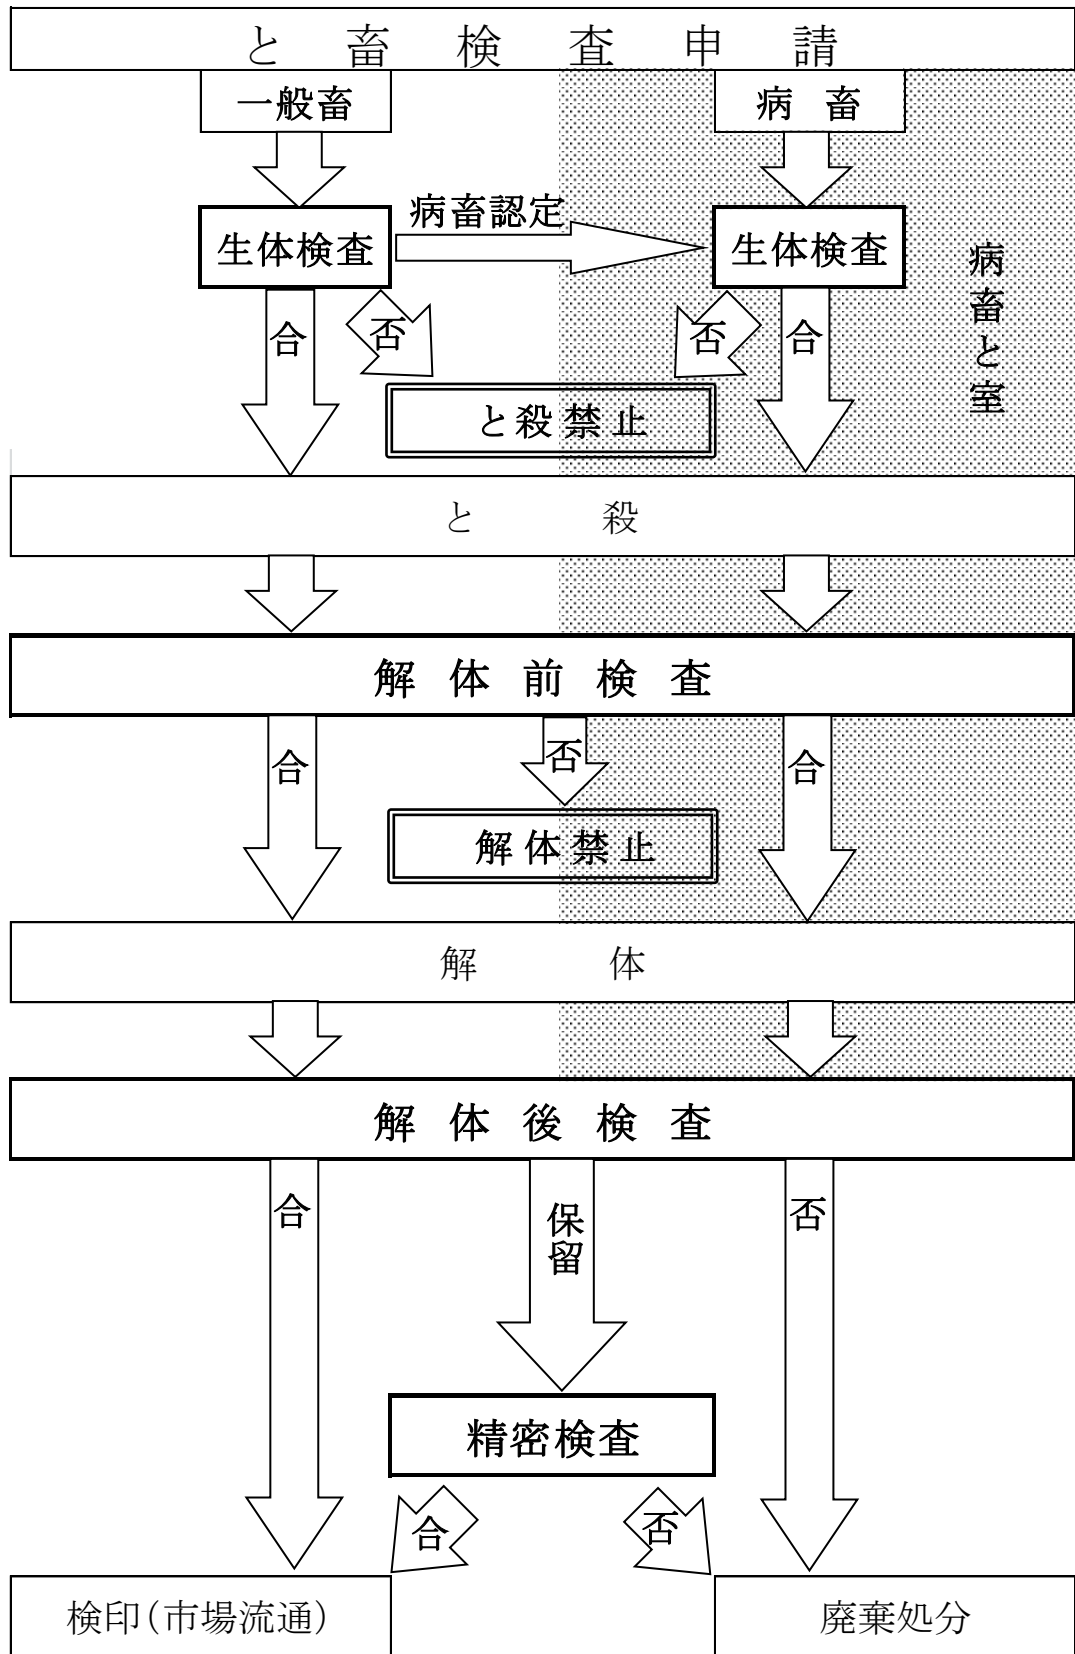 と畜検査申請
一般畜
病畜
病畜認定
生体検査
生体検査
病畜と室
合
否
否
合
と殺禁止
と殺
解体前検査
合
否
合
解体禁止
解体
解体後検査
合
保留
否
精密検査
合
否
検印(市場流通)
廃棄処分